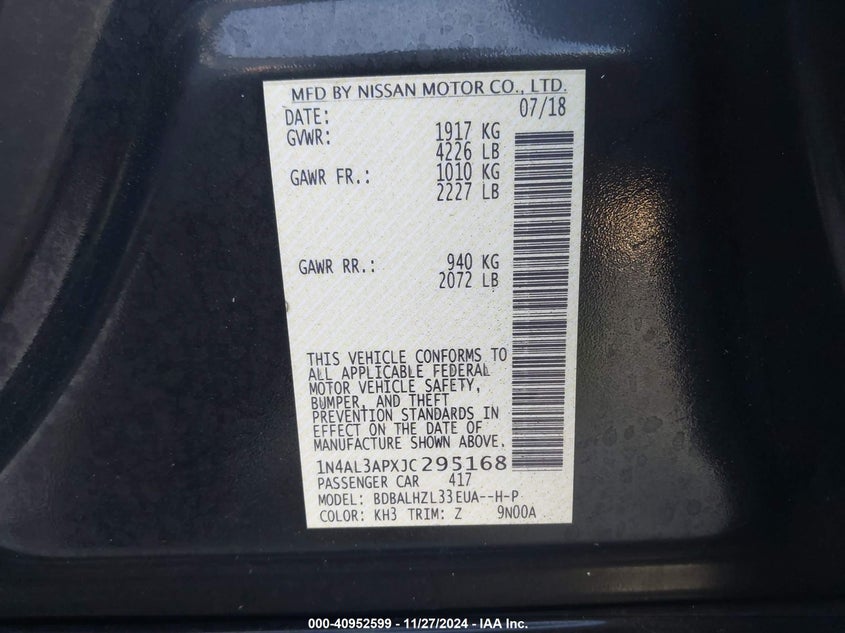 MFD BY NISSAN MOTOR CO., LTD.
DATE: 07/18
GVWR: 1917 KG
4226 LB
GAWR FR.: 1010 KG
2227 LB
GAWR RR.: 940 KG
2072 LB
THIS VEHICLE CONFORMS TO
ALL APPLICABLE FEDERAL
MOTOR VEHICLE SAFETY,
BUMPER, AND THEFT
PREVENTION STANDARDS IN
EFFECT ON THE DATE OF
MANUFACTURE SHOWN ABOVE.
1N4AL3APXJC295168
PASSENGER CAR 417
MODEL: BDBALHZL33EUA--H-P
COLOR: KH3 TRIM: Z 9N00A
000-40952599 - 11/27/2024 - IAA Inc.